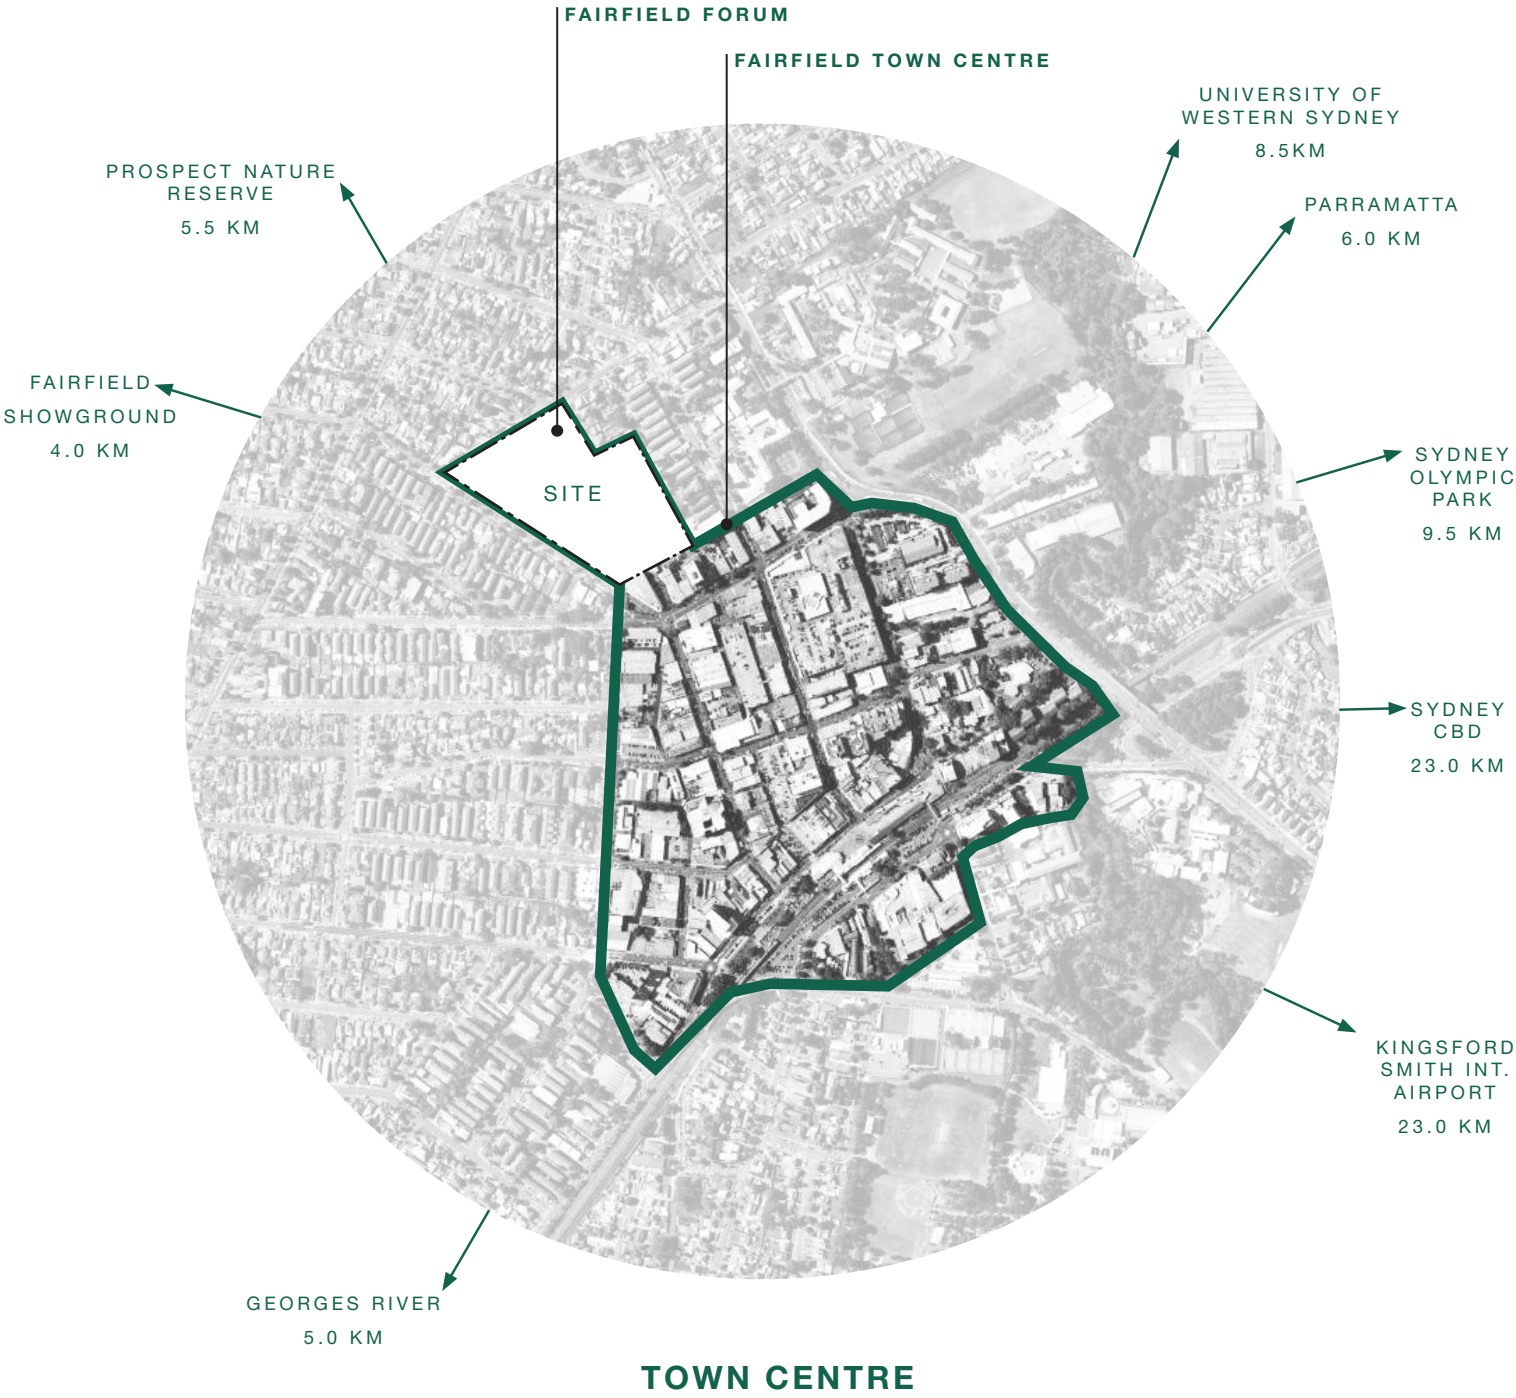 FAIRFIELD FORUM
FAIRFIELD TOWN CENTRE
UNIVERSITY OF
WESTERN SYDNEY
8.5KM
PROSPECT NATURE
RESERVE
5.5 KM
PARRAMATTA
6.0 KM
FAIRFIELD
SHOWGROUND
4.0 KM
SITE
SYDNEY
OLYMPIC
PARK
9.5 KM
SYDNEY
CBD
23.0 KM
KINGSFORD
SMITH INT.
AIRPORT
23.0 KM
GEORGES RIVER
5.0 KM
TOWN CENTRE